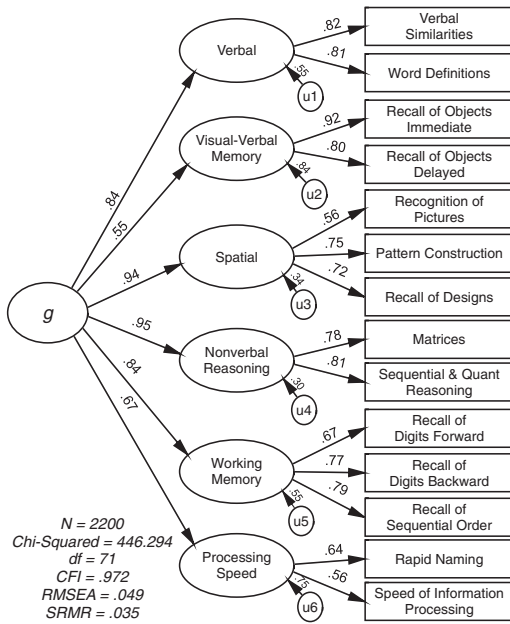 .82
Verbal
Similarities
Verbal
.81
Word Definitions
.55
u1
.84
.92
Recall of Objects
Immediate
Visual-Verbal
Memory
.80
Recall of Objects
Delayed
.84
u2
.55
.56
Recognition of
Pictures
Spatial
.75
Pattern Construction
.72
Recall of Designs
.34
u3
.94
g
.95
.78
Matrices
Nonverbal
Reasoning
.81
Sequential & Quant
Reasoning
.30
u4
.84
.67
Recall of
Digits Forward
Working
Memory
.77
Recall of
Digits Backward
.79
Recall of
Sequential Order
.55
u5
.67
.64
Rapid Naming
Processing
Speed
.56
Speed of Information
Processing
.75
u6
N = 2200
Chi-Squared = 446.294
df = 71
CFI = .972
RMSEA = .049
SRMR = .035